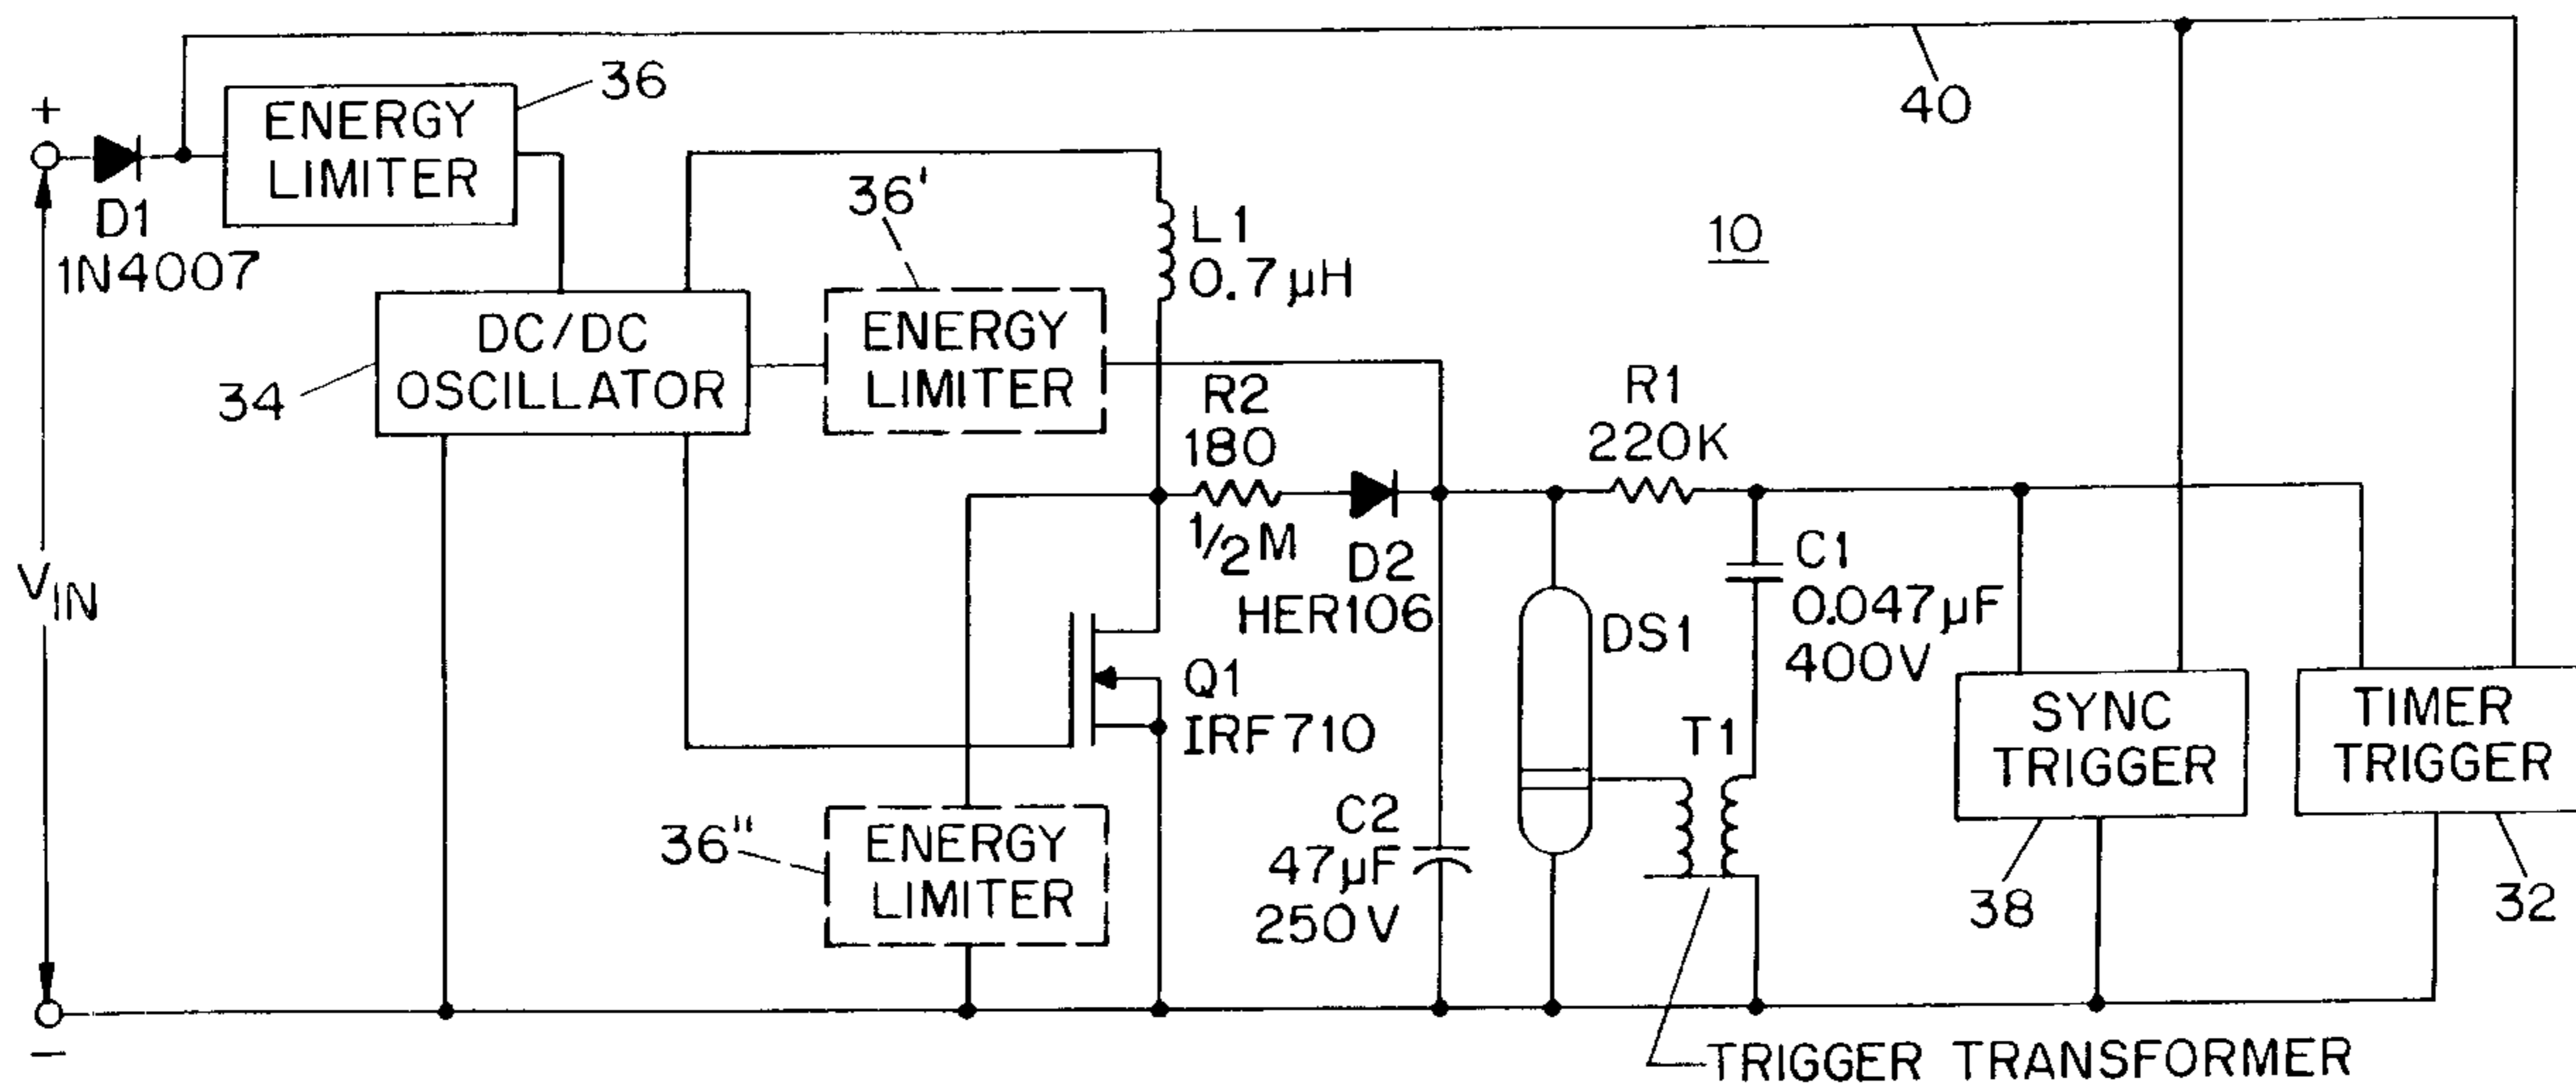 +
ENERGY
LIMITER
36
40
D1
1N4007
36'
L1
0.7μH
10
DC/DC
OSCILLATOR
34
ENERGY
LIMITER
R2
180
1/2M
D2
HER106
R1
220K
C1
0.047μF
400V
DS1
VIN
Q1
IRF710
T1
SYNC
TRIGGER
TIMER
TRIGGER
36"
ENERGY
LIMITER
C2
47μF
250V
38
32
–
TRIGGER TRANSFORMER